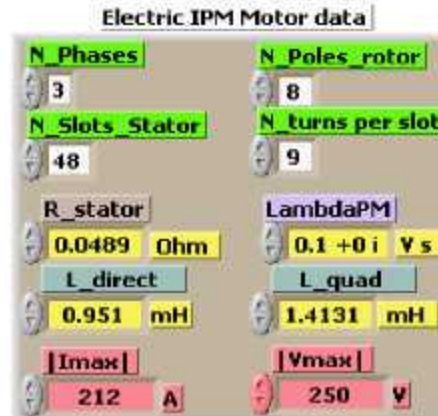 Electric IPM Motor data
N_Phases N_Poles_rotor
3 8
N_Slots_Stator N_turns per slot
48 9
R_stator LambdaPM
0.0489 Ohm 0.1 +0 i V s
L_direct L_quad
0.951 mH 1.4131 mH
|Imax| |Vmax|
212 A 250 V